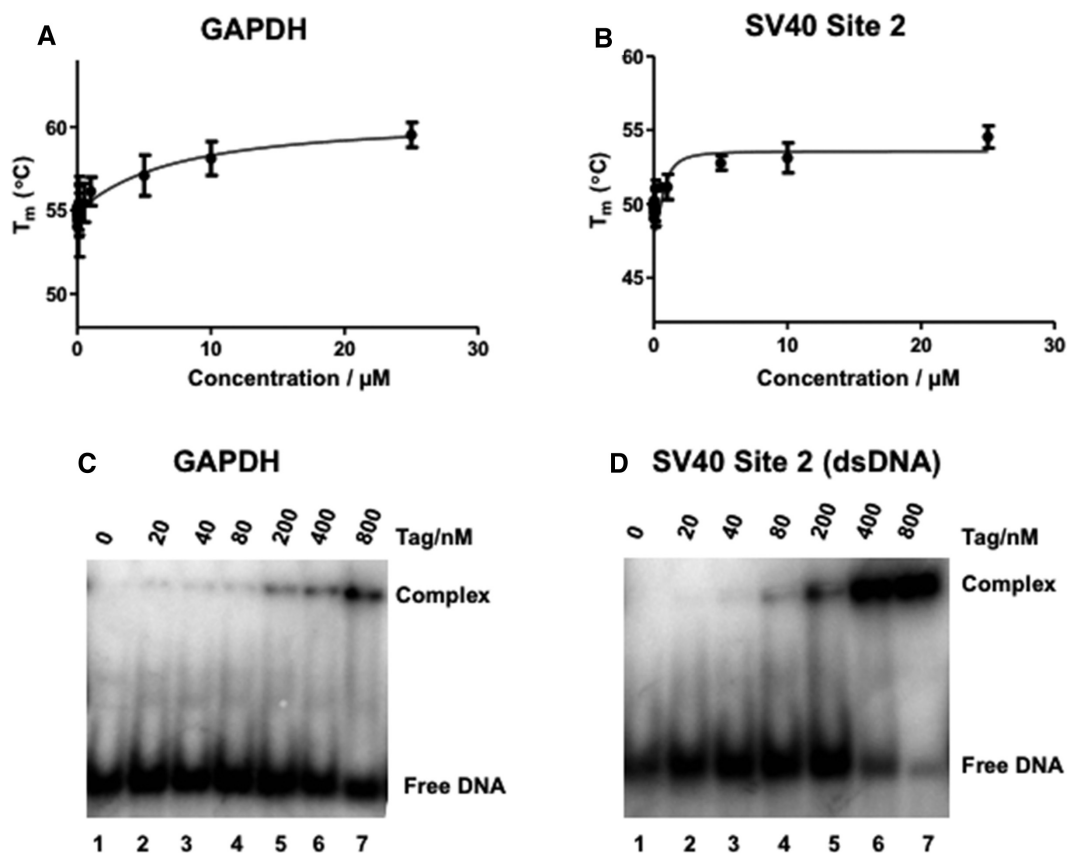 A GAPDH
60
55
50
Tm (°C)
0 10 20 30
Concentration / µM
B SV40 Site 2
60
55
50
45
Tm (°C)
0 10 20 30
Concentration / µM
C GAPDH
0 20 40 80 200 400 800 Tag/nM
Complex
Free DNA
1 2 3 4 5 6 7
D SV40 Site 2 (dsDNA)
0 20 40 80 200 400 800 Tag/nM
Complex
Free DNA
1 2 3 4 5 6 7